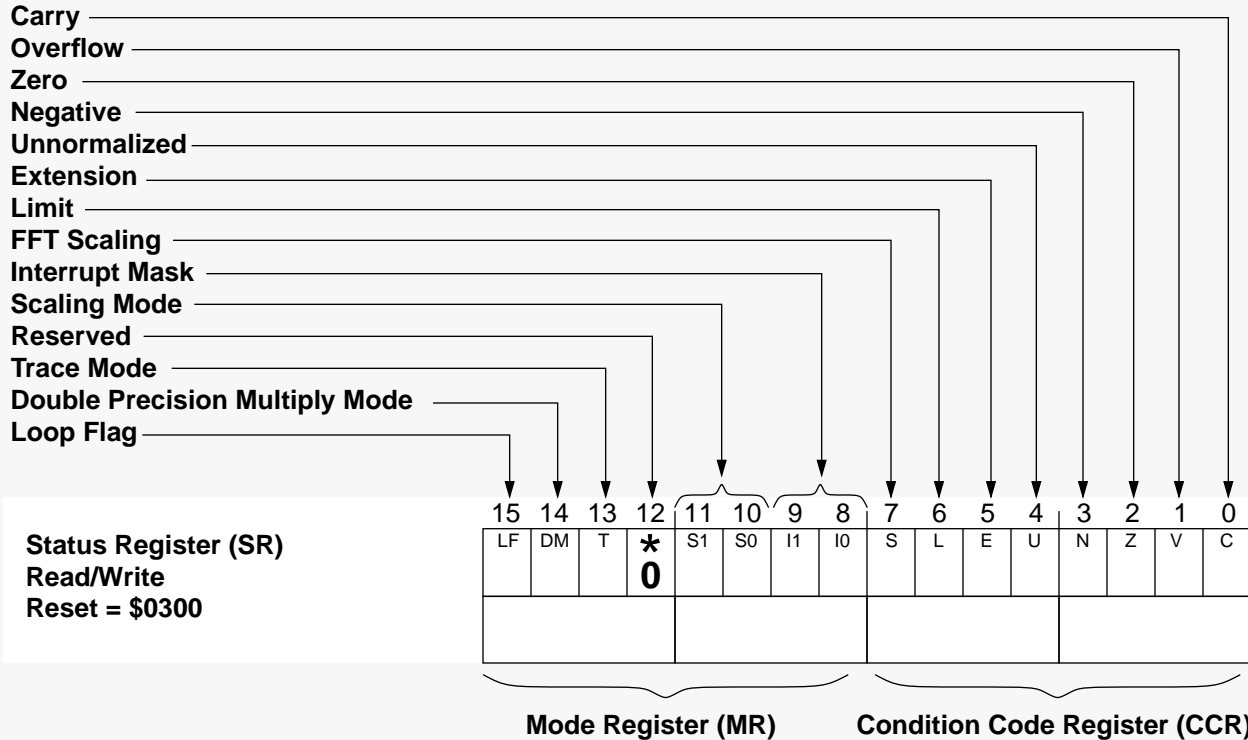 Carry
Overflow
Zero
Negative
Unnormalized
Extension
Limit
FFT Scaling
Interrupt Mask
Scaling Mode
Reserved
Trace Mode
Double Precision Multiply Mode
Loop Flag
15 14 13 12 11 10 9 8 7 6 5 4 3 2 1 0
LF DM T * S1 S0 I1 I0 S L E U N Z V C
0
Status Register (SR)
Read/Write
Reset = $0300
Mode Register (MR) Condition Code Register (CCR)